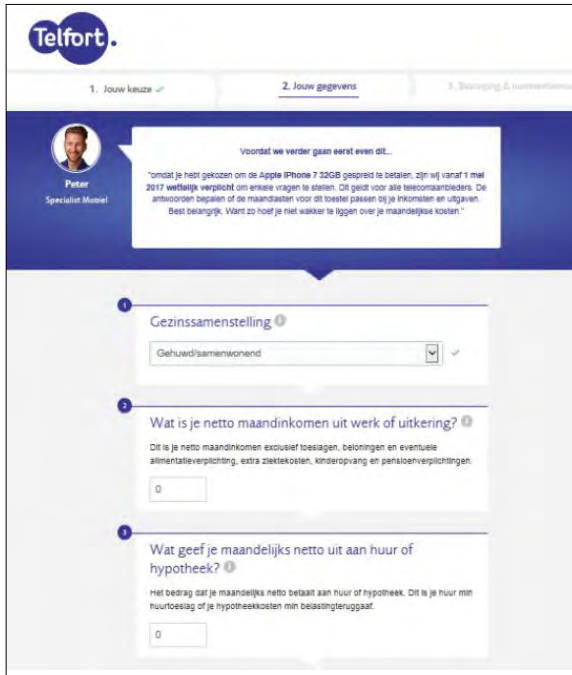 Telfort.
1. Jouw keuze ✓
2. Jouw gegevens
Peter
Specialist Mobiel
Voordat we verder gaan eerst even dit...
"omdat je hebt gekozen om de Apple iPhone 7 32GB gespreid te betalen, zijn wij vanaf 1 mei
2017 wettelijk verplicht om enkele vragen te stellen. Dit geldt voor alle telecomaanbieders. De
antwoorden bepalen of de maandlasten voor dit toestel passen bij je inkomsten en uitgaven.
Best belangrijk. Want zo hoef je niet wakker te liggen over je maandelijkse kosten."
1
Gezinssamenstelling
Gehuwd/samenwonend
2
Wat is je netto maandinkomen uit werk of uitkering?
Dit is je netto maandinkomen exclusief toeslagen, beloningen en eventuele
alimentatieverplichting, extra ziektekosten, kinderopvang en pensioenverplichtingen.
0
3
Wat geef je maandelijks netto uit aan huur of
hypotheek?
Het bedrag dat je maandelijks netto betaalt aan huur of hypotheek. Dit is je huur min
huurtoeslag of je hypotheekkosten min belastingteruggaaf.
0